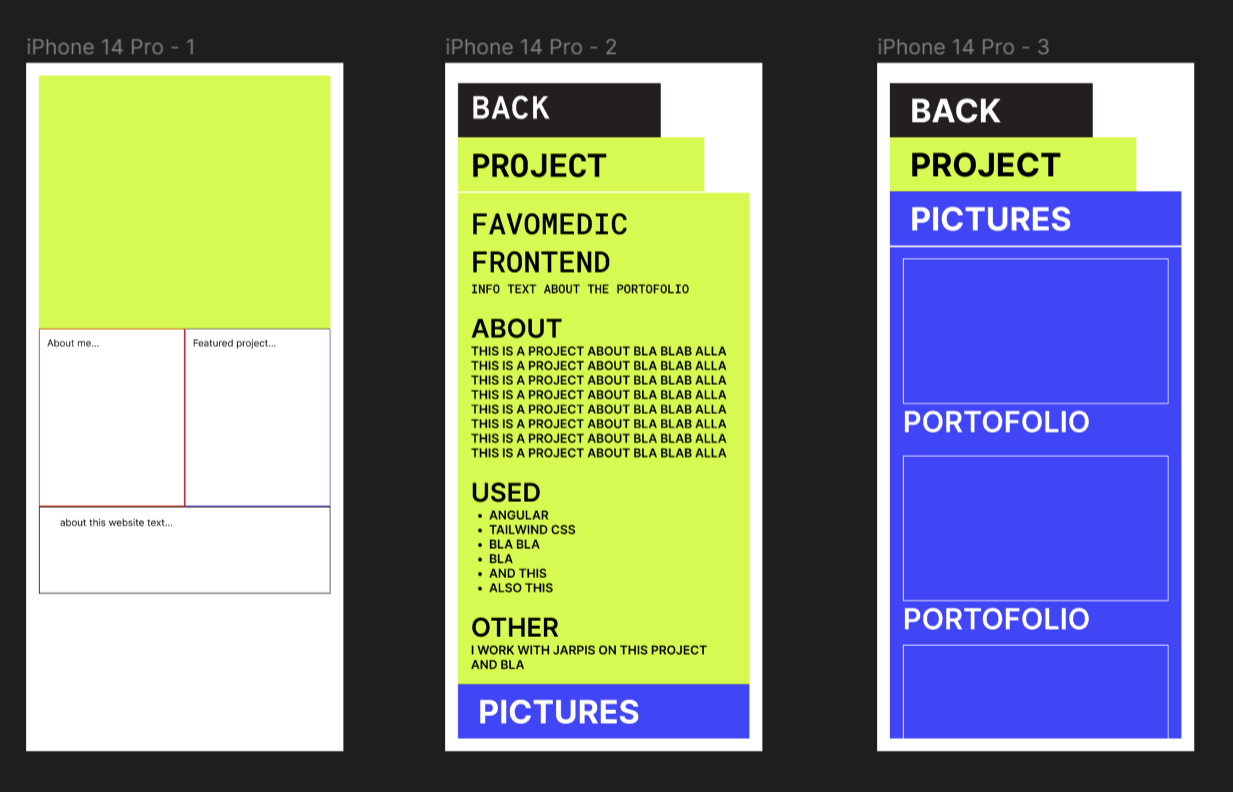 iPhone 14 Pro - 1
About me...
Featured project...
about this website text...
iPhone 14 Pro - 2
BACK
PROJECT
FAVOMEDIC
FRONTEND
INFO TEXT ABOUT THE PORTOFOLIO
ABOUT
THIS IS A PROJECT ABOUT BLA BLAB ALLA
THIS IS A PROJECT ABOUT BLA BLAB ALLA
THIS IS A PROJECT ABOUT BLA BLAB ALLA
THIS IS A PROJECT ABOUT BLA BLAB ALLA
THIS IS A PROJECT ABOUT BLA BLAB ALLA
THIS IS A PROJECT ABOUT BLA BLAB ALLA
THIS IS A PROJECT ABOUT BLA BLAB ALLA
THIS IS A PROJECT ABOUT BLA BLAB ALLA
USED
• ANGULAR
• TAILWIND CSS
• BLA BLA
• BLA
• AND THIS
• ALSO THIS
OTHER
I WORK WITH JARPIS ON THIS PROJECT
AND BLA
PICTURES
iPhone 14 Pro - 3
BACK
PROJECT
PICTURES
PORTOFOLIO
PORTOFOLIO